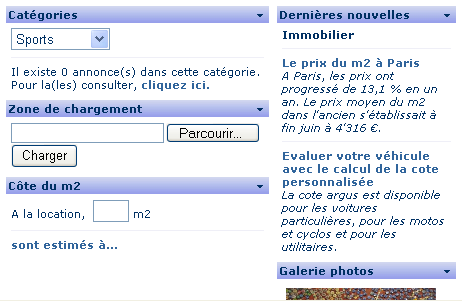 Catégories
Sports
Il existe 0 annonce(s) dans cette catégorie.
Pour la(les) consulter, cliquez ici.
Zone de chargement
Parcourir...
Charger
Côte du m2
A la location, m2
sont estimés à...
Dernières nouvelles
Immobilier
Le prix du m2 à Paris
A Paris, les prix ont
progressé de 13,1 % en un
an. Le prix moyen du m2
dans l'ancien s'établissait à
fin juin à 4'316 €.
Evaluer votre véhicule
avec le calcul de la cote
personnalisée
La cote argus est disponible
pour les voitures
particulières, pour les motos
et cyclos et pour les
utilitaires.
Galerie photos